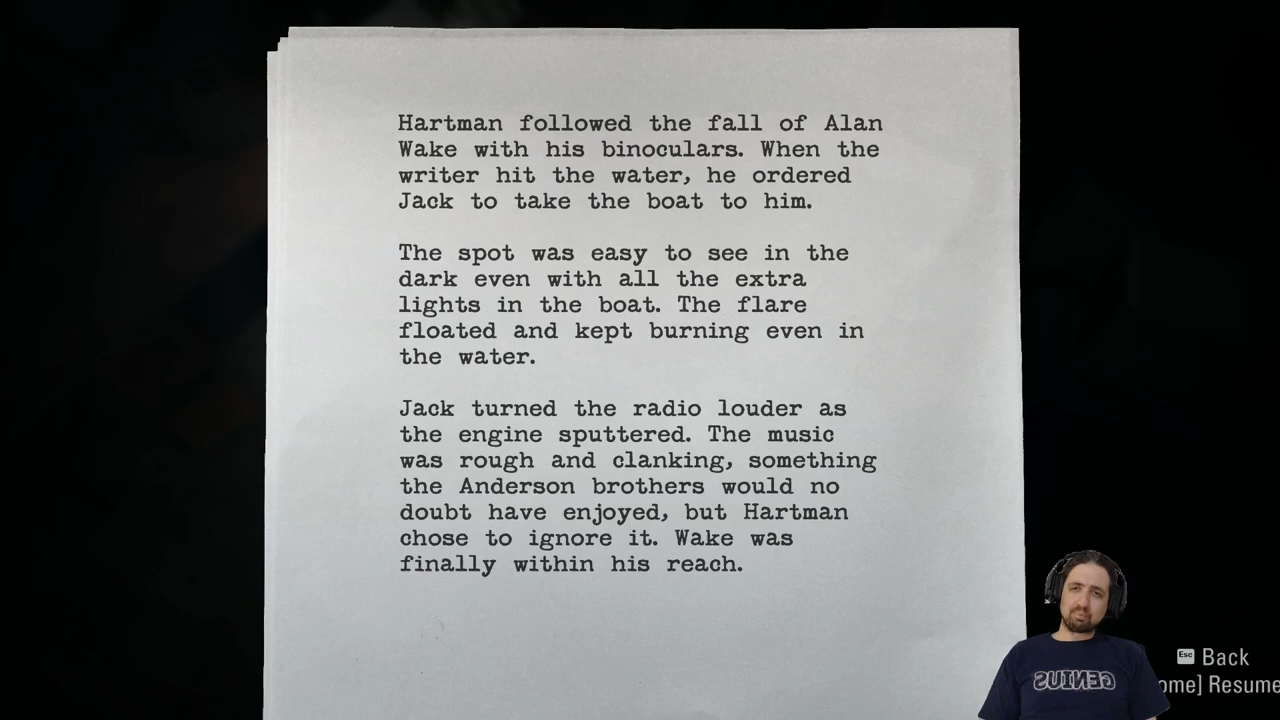 Hartman followed the fall of Alan
Wake with his binoculars. When the
writer hit the water, he ordered
Jack to take the boat to him.
The spot was easy to see in the
dark even with all the extra
lights in the boat. The flare
floated and kept burning even in
the water.
Jack turned the radio louder as
the engine sputtered. The music
was rough and clanking, something
the Anderson brothers would no
doubt have enjoyed, but Hartman
chose to ignore it. Wake was
finally within his reach.
GENIUS
Esc Back
ome] Resume